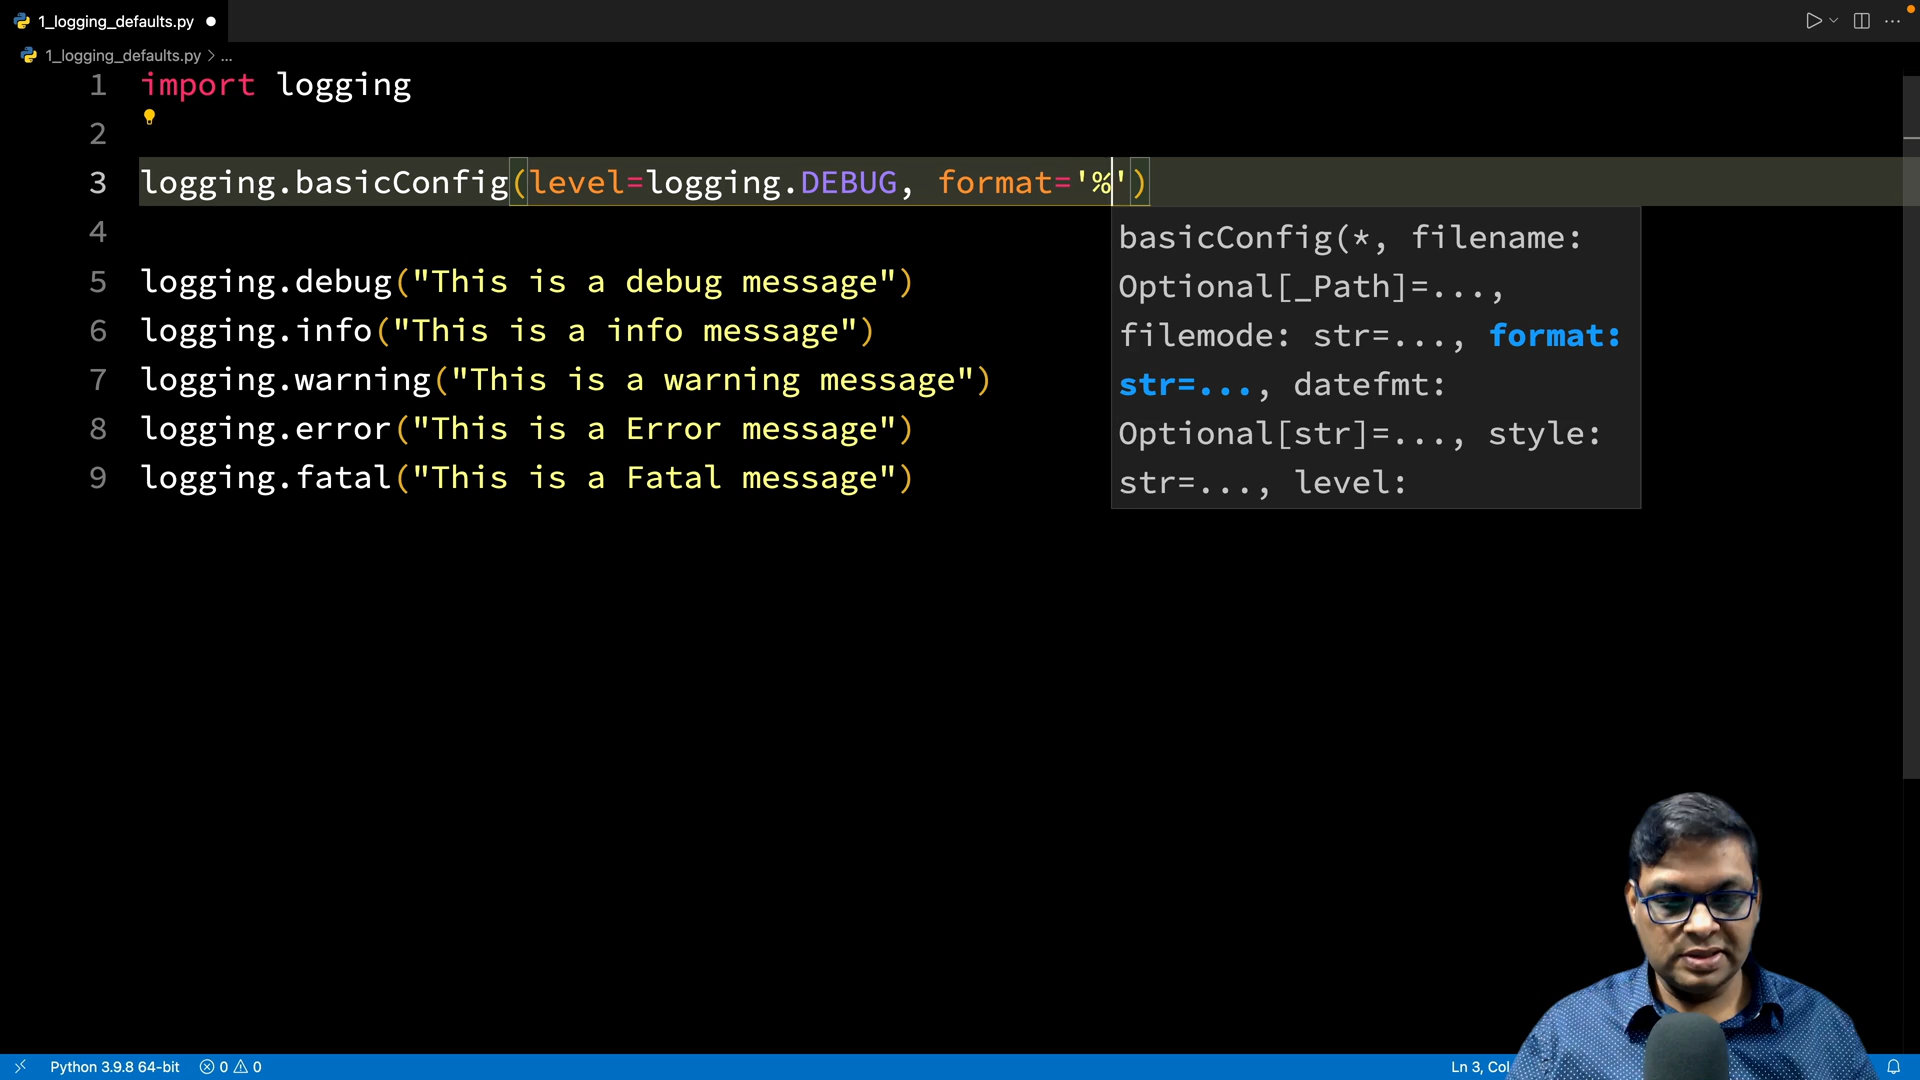 1_logging_defaults.py
1_logging_defaults.py > ...
1 import logging
2
3 logging.basicConfig(level=logging.DEBUG, format='%')
4
basicConfig(*, filename:
Optional[_Path]=...,
filemode: str=..., format:
str=..., datefmt:
Optional[str]=..., style:
str=..., level:
5 logging.debug("This is a debug message")
6 logging.info("This is a info message")
7 logging.warning("This is a warning message")
8 logging.error("This is a Error message")
9 logging.fatal("This is a Fatal message")
Python 3.9.8 64-bit 0 0 Ln 3, Col